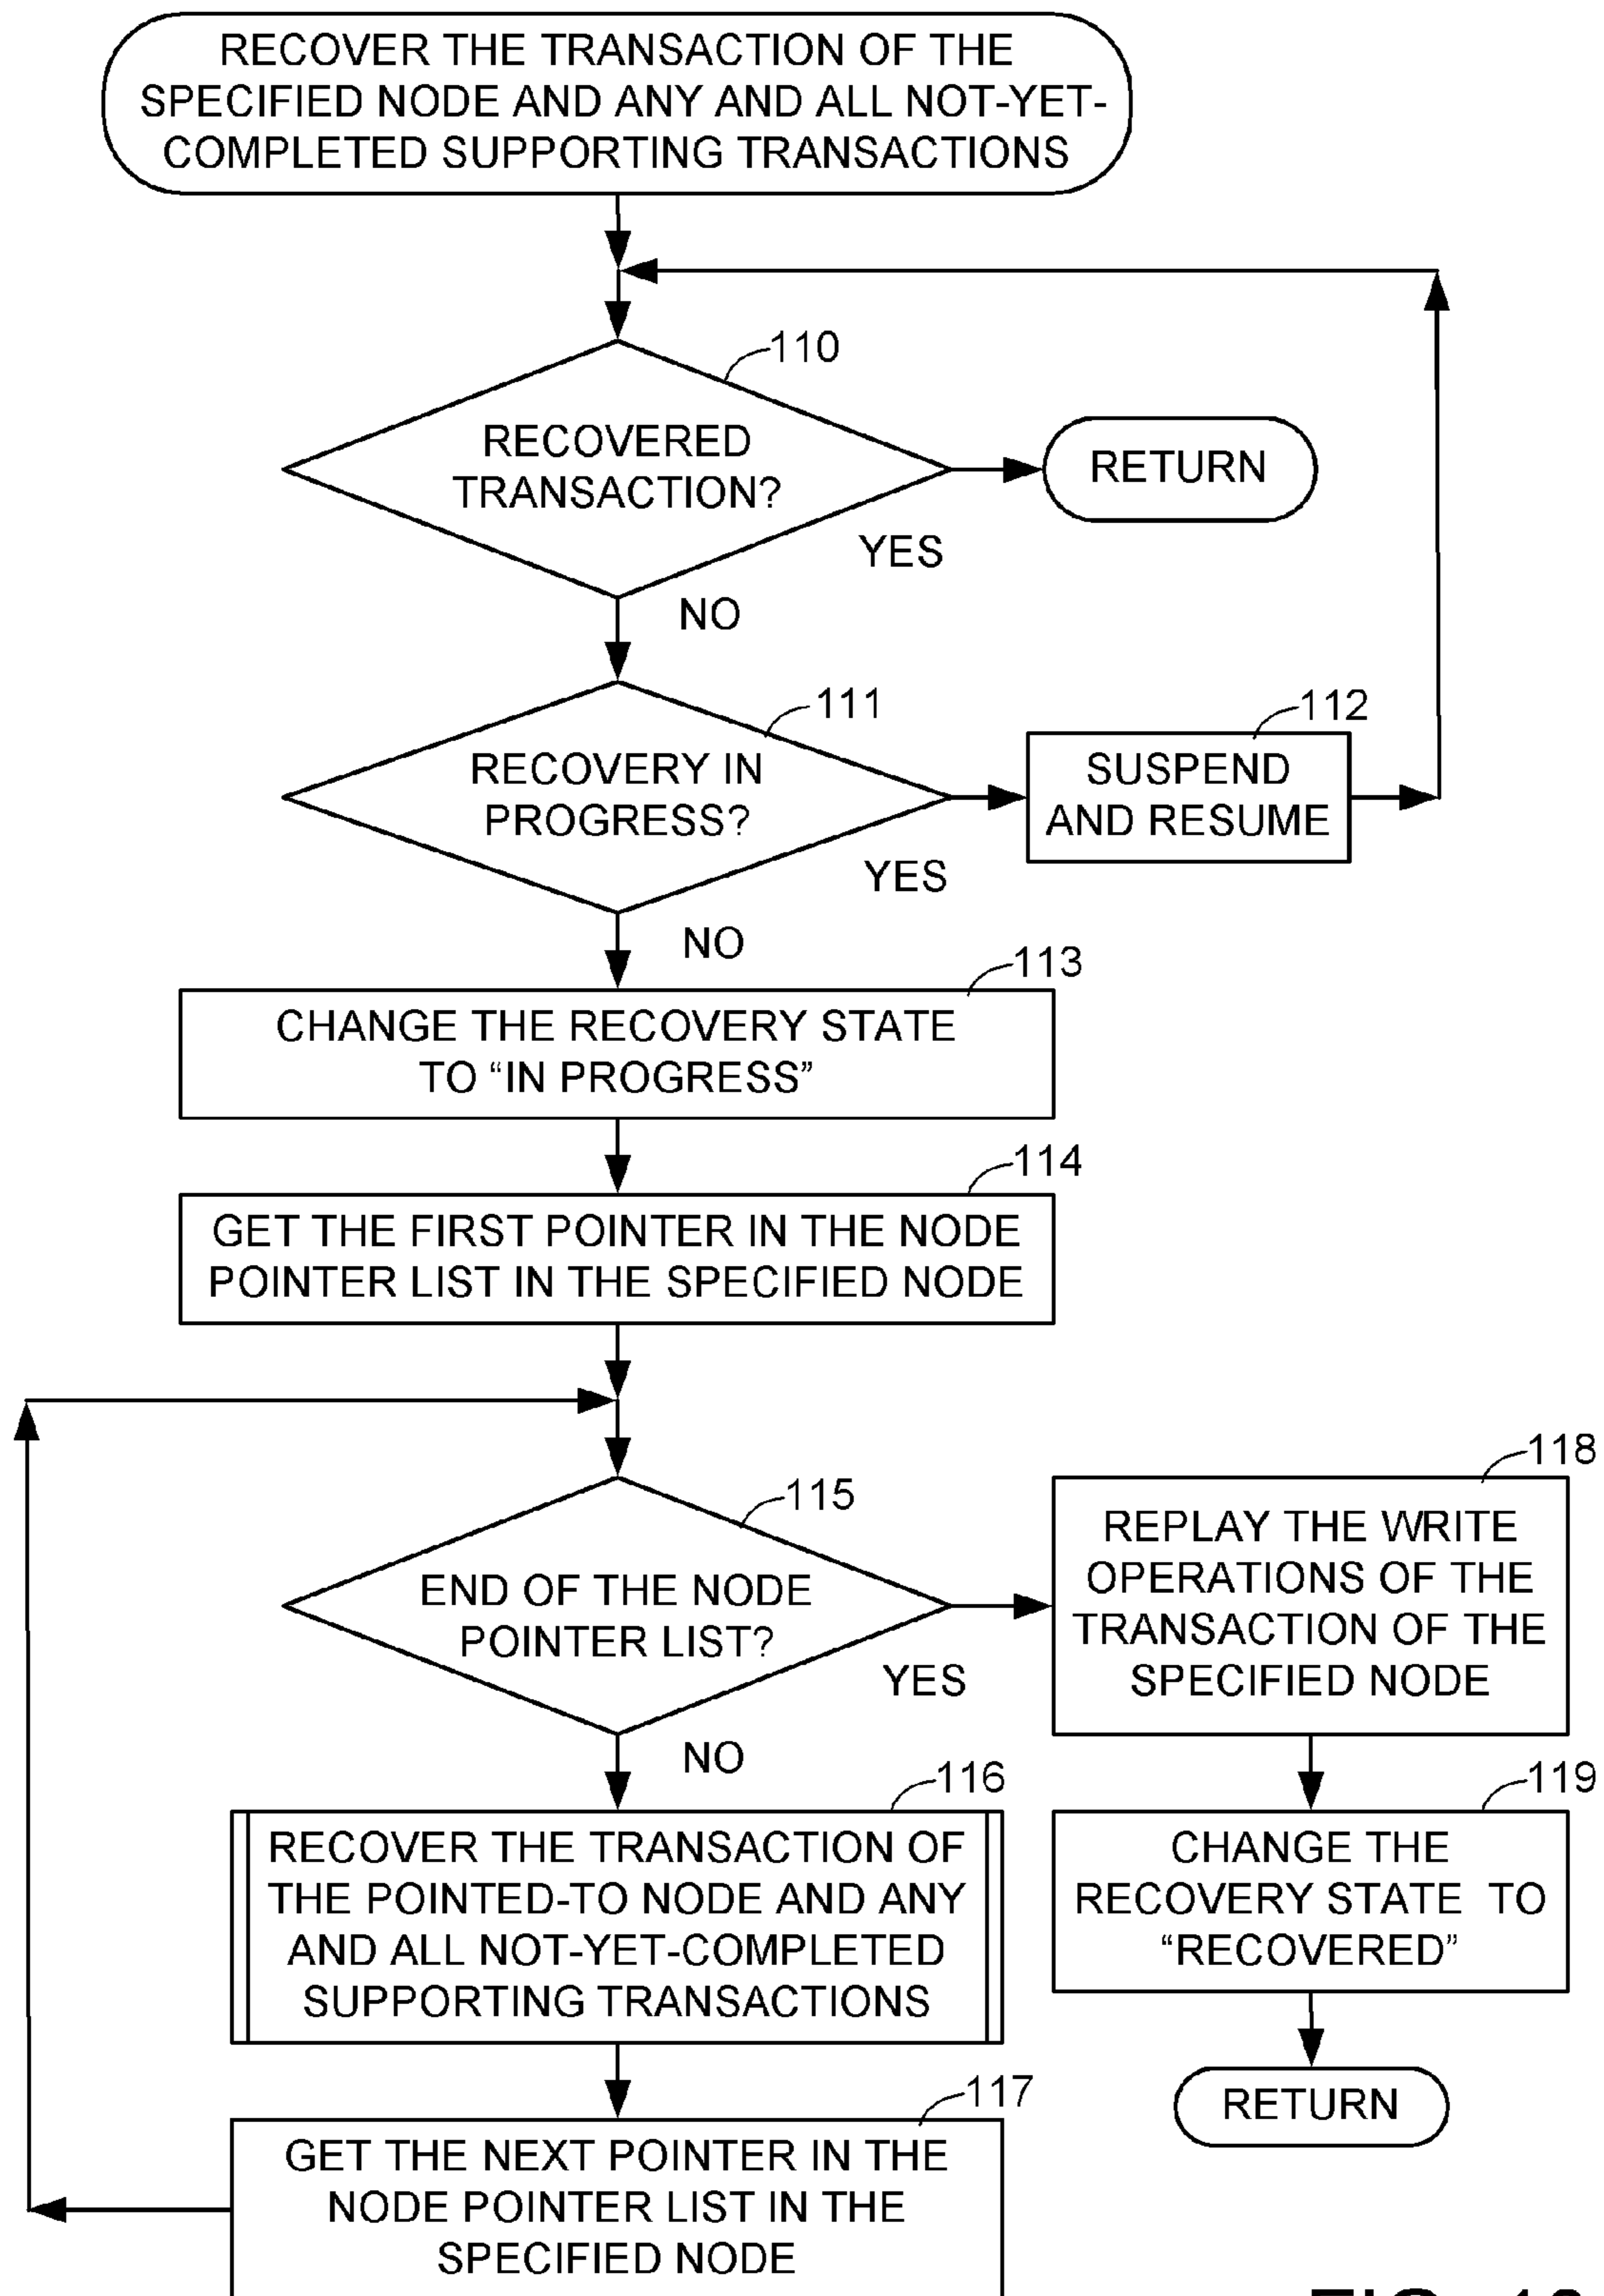 RECOVER THE TRANSACTION OF THE
SPECIFIED NODE AND ANY AND ALL NOT-YET-
COMPLETED SUPPORTING TRANSACTIONS
110
RECOVERED
TRANSACTION?
RETURN
YES
NO
111
RECOVERY IN
PROGRESS?
112
SUSPEND
AND RESUME
YES
NO
113
CHANGE THE RECOVERY STATE
TO “IN PROGRESS”
114
GET THE FIRST POINTER IN THE NODE
POINTER LIST IN THE SPECIFIED NODE
115
END OF THE NODE
POINTER LIST?
YES
NO
118
REPLAY THE WRITE
OPERATIONS OF THE
TRANSACTION OF THE
SPECIFIED NODE
116
RECOVER THE TRANSACTION OF
THE POINTED-TO NODE AND ANY
AND ALL NOT-YET-COMPLETED
SUPPORTING TRANSACTIONS
119
CHANGE THE
RECOVERY STATE TO
“RECOVERED”
RETURN
117
GET THE NEXT POINTER IN THE
NODE POINTER LIST IN THE
SPECIFIED NODE